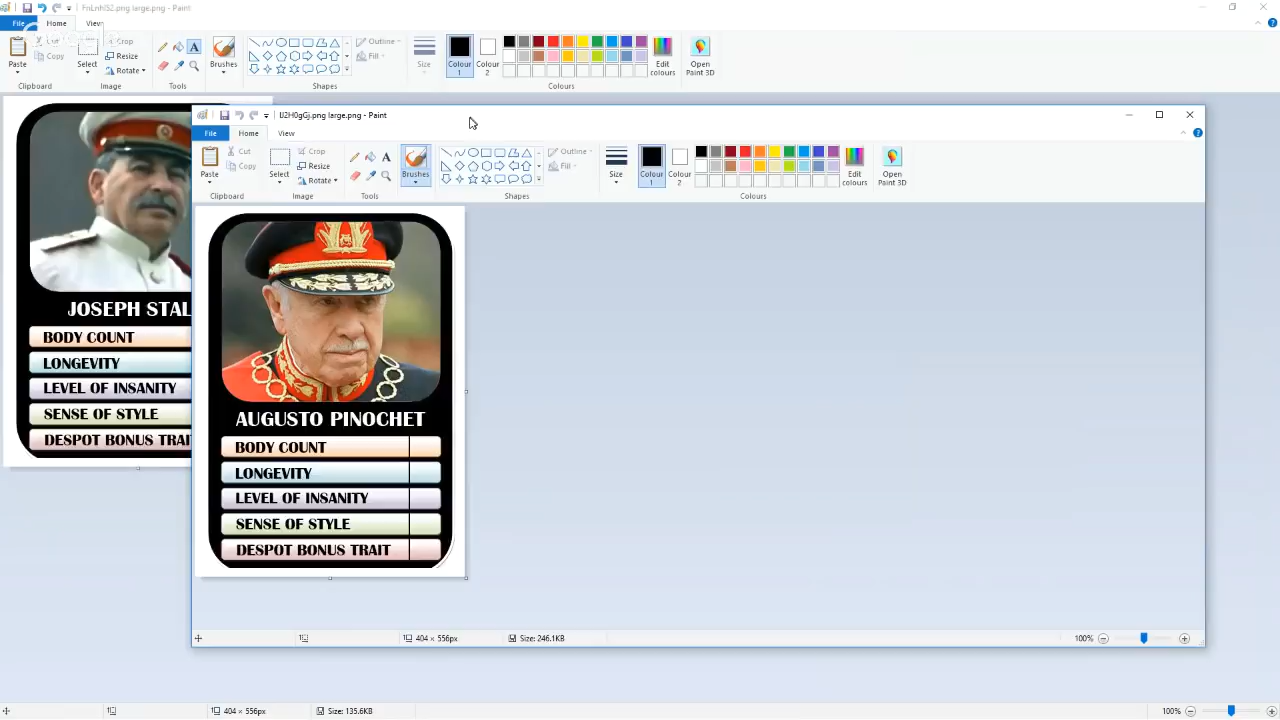 FnLnhl52.png large.png - Paint
File
Home
View
Cut
Copy
Paste
Crop
Resize
Rotate
Select
Brushes
Outline
Fill
Size
Colour
1
Colour
2
Edit
colours
Open
Paint 3D
Clipboard
Image
Tools
Shapes
Colours
JOSEPH STAL
BODY COUNT
LONGEVITY
LEVEL OF INSANITY
SENSE OF STYLE
DESPOT BONUS TRAI
IJ2H0gGj.png large.png - Paint
File
Home
View
Cut
Copy
Paste
Crop
Resize
Rotate
Select
Brushes
Outline
Fill
Size
Colour
1
Colour
2
Edit
colours
Open
Paint 3D
Clipboard
Image
Tools
Shapes
Colours
AUGUSTO PINOCHET
BODY COUNT
LONGEVITY
LEVEL OF INSANITY
SENSE OF STYLE
DESPOT BONUS TRAIT
404 × 556px
Size: 246.1KB
100%
404 × 556px
Size: 135.6KB
100%